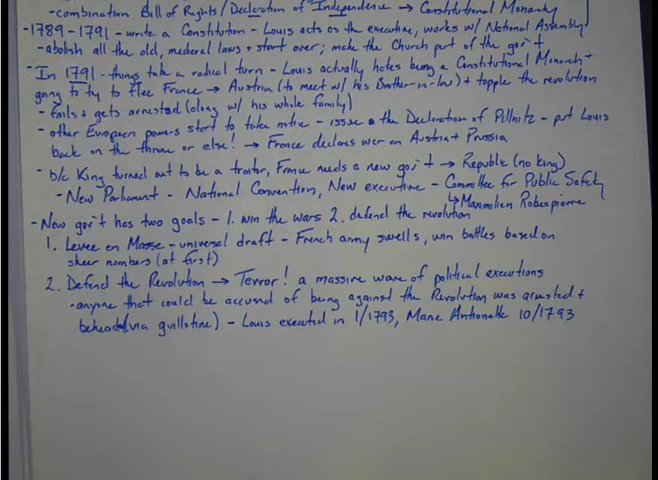 -combination Bill of Rights/Declaration of Independence → Constitutional Monarchy
-1789-1791 - write a Constitution - Louis acts as the executive, works w/ National Assembly
-abolish all the old, medieval laws + start over; make the Church part of the gov't
-In 1791 - things take a radical turn - Louis actually hates being a Constitutional Monarch +
going to try to flee France → Austria (to meet w/ his Brother-in-law) + topple the revolution
- fails + gets arrested (along w/ his whole family)
- other European powers start to take notice - issue the Declaration of Pillnitz - put Louis
back on the throne or else! → France declares war on Austria + Prussia
- b/c King turned out to be a traitor, France needs a new gov't → Republic (no king)
- New Parliament - National Convention, New executive - Committee for Public Safety
↳ Maximilien Robespierre
- New gov't has two goals - 1. win the wars 2. defend the revolution
1. Levee en Masse - universal draft - French army swells, win battles based on
sheer numbers (at first)
2. Defend the Revolution → Terror! a massive wave of political executions
-anyone that could be accused of being against the Revolution was arrested +
beheaded (via guillotine) - Louis executed in 1/1793, Marie Antionette 10/1793